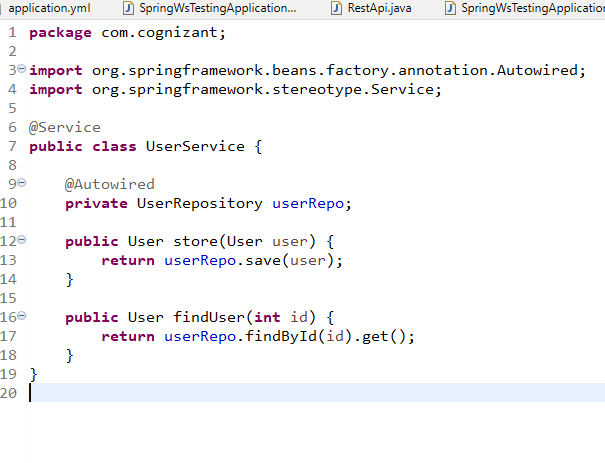 application.yml SpringWsTestingApplication... RestApi.java SpringWsTestingApplication
1 package com.cognizant;
2
3 import org.springframework.beans.factory.annotation.Autowired;
4 import org.springframework.stereotype.Service;
5
6 @Service
7 public class UserService {
8
9     @Autowired
10     private UserRepository userRepo;
11
12     public User store(User user) {
13         return userRepo.save(user);
14     }
15
16     public User findUser(int id) {
17         return userRepo.findById(id).get();
18     }
19 }
20